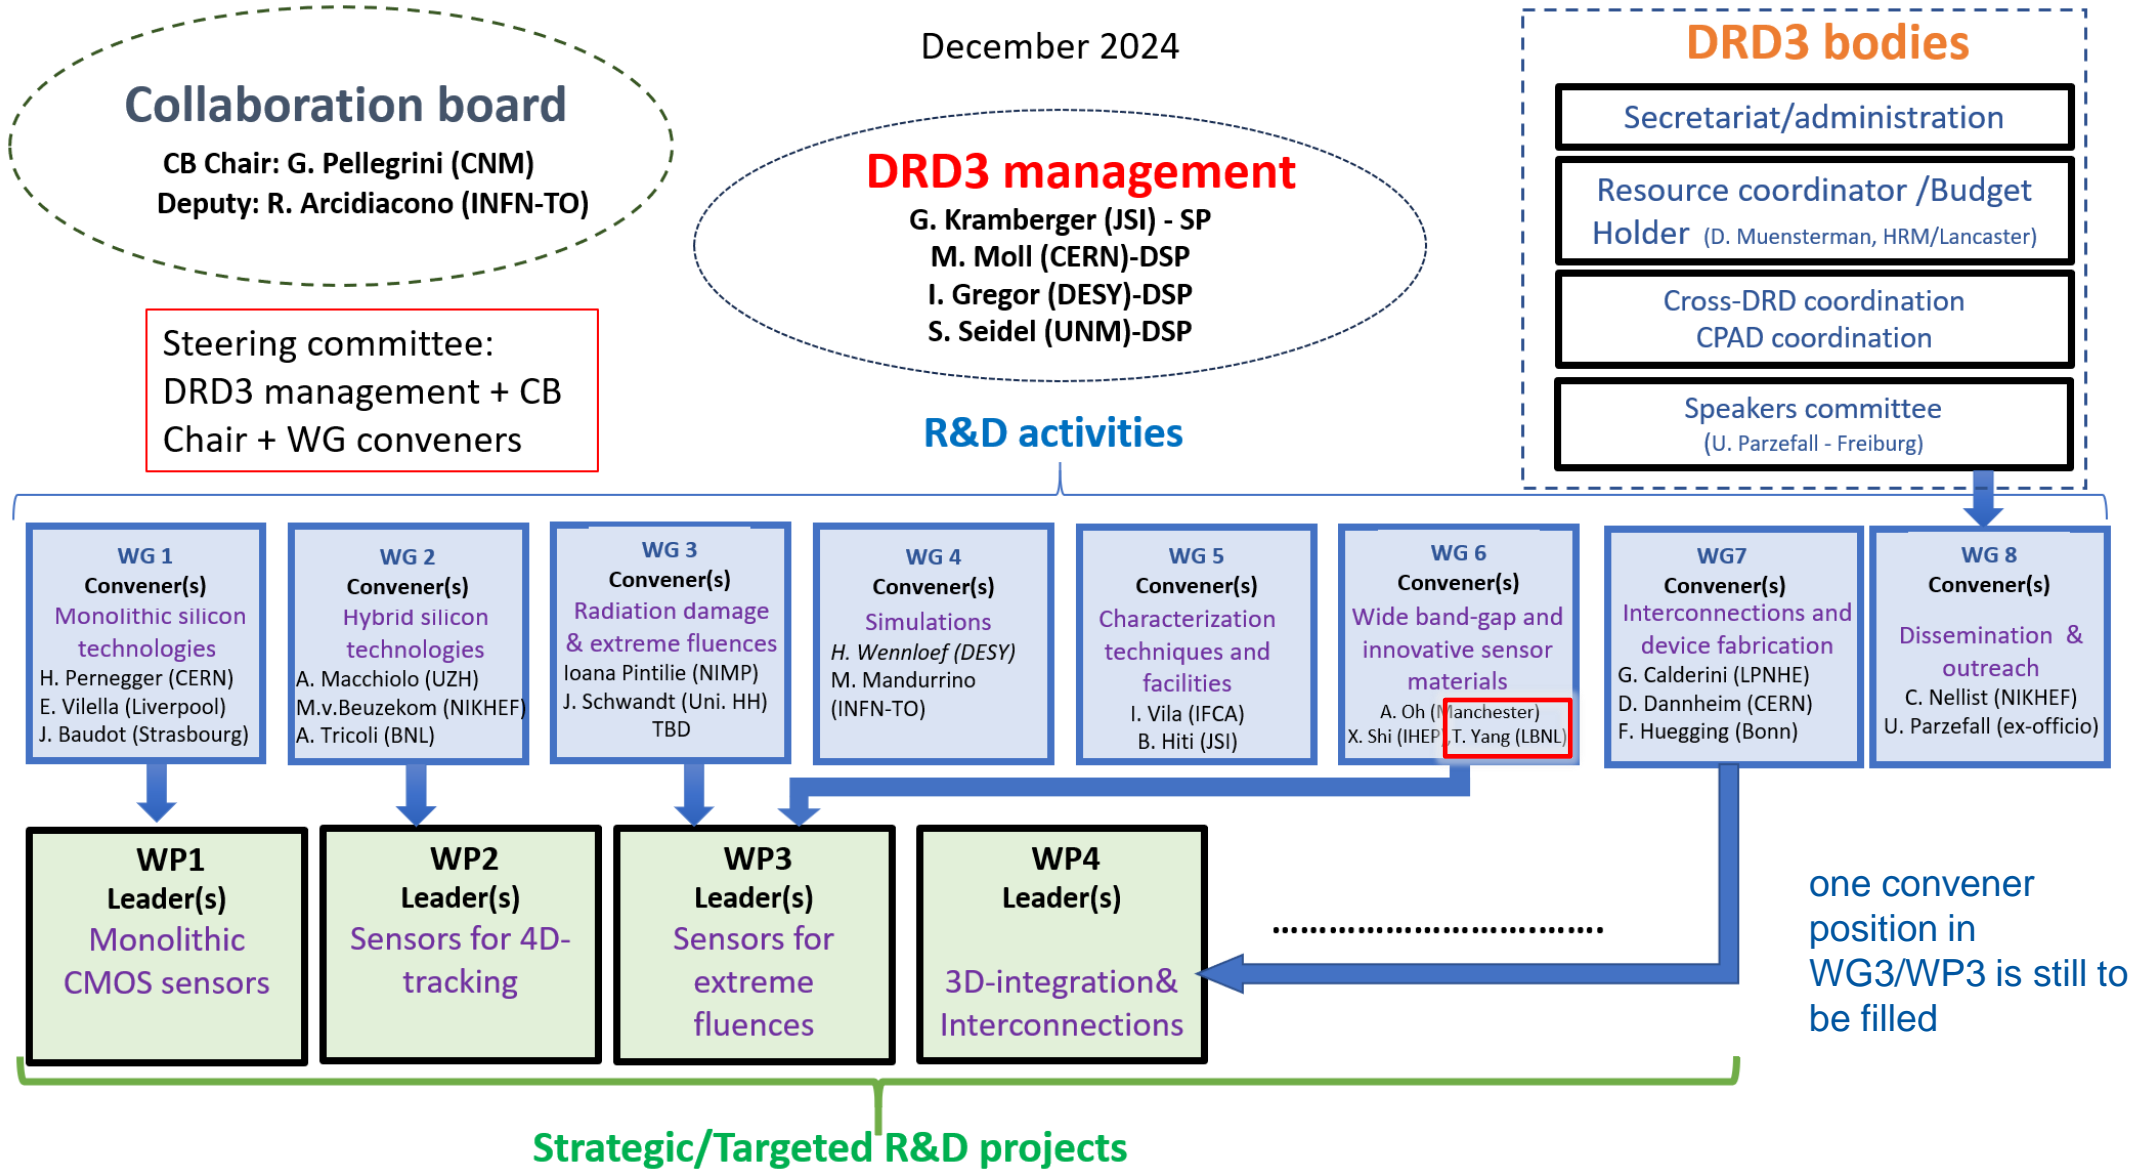 December 2024
Collaboration board
CB Chair: G. Pellegrini (CNM)
Deputy: R. Arcidiacono (INFN-TO)
DRD3 management
G. Kramberger (JSI) - SP
M. Moll (CERN)-DSP
I. Gregor (DESY)-DSP
S. Seidel (UNM)-DSP
DRD3 bodies
Secretariat/administration
Resource coordinator /Budget
Holder (D. Muensterman, HRM/Lancaster)
Cross-DRD coordination
CPAD coordination
Speakers committee
(U. Parzefall - Freiburg)
Steering committee:
DRD3 management + CB
Chair + WG conveners
R&D activities
WG 1
Convener(s)
Monolithic silicon
technologies
H. Pernegger (CERN)
E. Vilella (Liverpool)
J. Baudot (Strasbourg)
WG 2
Convener(s)
Hybrid silicon
technologies
A. Macchiolo (UZH)
M.v.Beuzekom (NIKHEF)
A. Tricoli (BNL)
WG 3
Convener(s)
Radiation damage
& extreme fluences
Ioana Pintilie (NIMP)
J. Schwandt (Uni. HH)
TBD
WG 4
Convener(s)
Simulations
H. Wennloef (DESY)
M. Mandurrino
(INFN-TO)
WG 5
Convener(s)
Characterization
techniques and
facilities
I. Vila (IFCA)
B. Hiti (JSI)
WG 6
Convener(s)
Wide band-gap and
innovative sensor
materials
A. Oh (Manchester)
X. Shi (IHEP),T. Yang (LBNL)
WG7
Convener(s)
Interconnections and
device fabrication
G. Calderini (LPNHE)
D. Dannheim (CERN)
F. Huegging (Bonn)
WG 8
Convener(s)
Dissemination &
outreach
C. Nellist (NIKHEF)
U. Parzefall (ex-officio)
WP1
Leader(s)
Monolithic
CMOS sensors
WP2
Leader(s)
Sensors for 4D-
tracking
WP3
Leader(s)
Sensors for
extreme
fluences
WP4
Leader(s)
3D-integration&
Interconnections
....................................
one convener
position in
WG3/WP3 is still to
be filled
Strategic/Targeted R&D projects